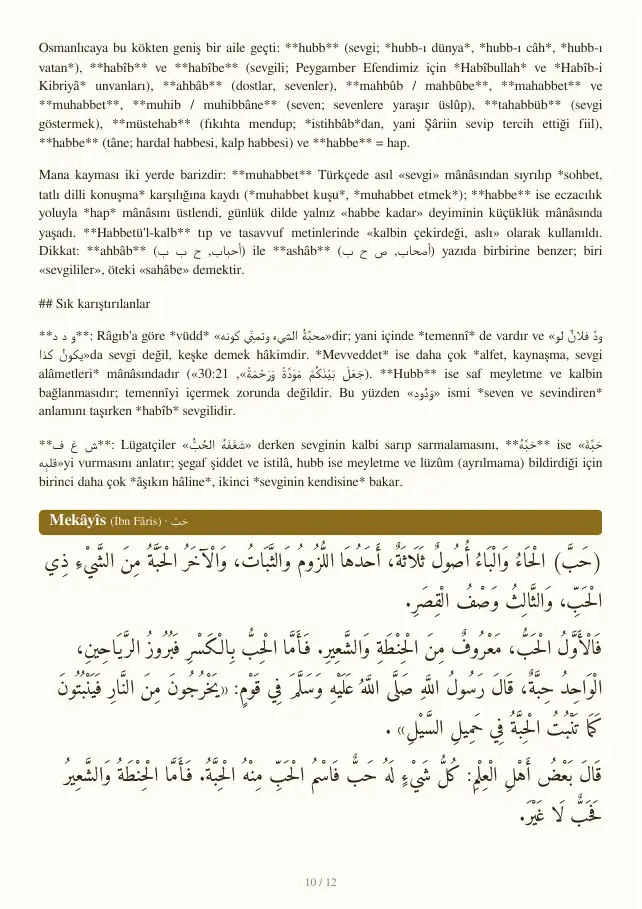 Osmanlıcaya bu kökten geniş bir aile geçti: **hubb** (sevgi; *hubb-ı dünya*, *hubb-ı câh*, *hubb-ı
vatan*), **habîb** ve **habîbe** (sevgili; Peygamber Efendimiz için *Habîbullah* ve *Habîb-i
Kibriyâ* unvanları), **ahbâb** (dostlar, sevenler), **mahbûb / mahbûbe**, **mahabbet** ve
**muhabbet**, **muhib / muhibbâne** (seven; sevenlere yaraşır üslûp), **tahabbüb** (sevgi
göstermek), **müstehab** (fıkıhta mendup; *istihbâb*dan, yani Şâriin sevip tercih ettiği fiil),
**habbe** (tâne; hardal habbesi, kalp habbesi) ve **habbe** = hap.
Mana kayması iki yerde barizdir: **muhabbet** Türkçede asıl «sevgi» mânâsından sıyrılıp *sohbet,
tatlı dilli konuşma* karşılığına kaydı (*muhabbet kuşu*, *muhabbet etmek*); **habbe** ise eczacılık
yoluyla *hap* mânâsını üstlendi, günlük dilde yalnız «habbe kadar» deyiminin küçüklük mânâsında
yaşadı. **Habbetü'l-kalb** tıp ve tasavvuf metinlerinde «kalbin çekirdeği, aslı» olarak kullanıldı.
Dikkat: **ahbâb** (أحباب, ح ب ب) ile **ashâb** (أصحاب, ص ح ب) yazıda birbirine benzer; biri
«sevgililer», öteki «sahâbe» demektir.
## Sık karıştırılanlar
**و د د**: Râgıb'a göre *vüdd* «محبّةُ الشيء وتمنّي كونه»dir; yani içinde *temennî* de vardır ve «ودّ فلانٌ لو
يكونُ كذا»da sevgi değil, keşke demek hâkimdir. *Mevveddet* ise daha çok *alfet, kaynaşma, sevgi
alâmetleri* mânâsındadır («جَعَلَ بَيْنَكُمْ مَوَدَّةً وَرَحْمَةً», 30:21). **Hubb** ise saf meyletme ve kalbin
bağlanmasıdır; temennîyi içermek zorunda değildir. Bu yüzden «وَدُود» ismi *seven ve sevindiren*
anlamını taşırken *habîb* sevgilidir.
**ش غ ف**: Lügatçiler «شَغَفَهُ الحُبُّ» derken sevginin kalbi sarıp sarmalamasını, **حَبَّهُ** ise «حَبّةَ
قلبِه»yi vurmasını anlatır; şegaf şiddet ve istilâ, hubb ise meyletme ve lüzûm (ayrılmama) bildirdiği için
birinci daha çok *âşıkın hâline*, ikinci *sevginin kendisine* bakar.
Mekâyîs (İbn Fâris) · حبّ
(حَبَّ) الْحَاءُ وَالْبَاءُ أُصُولٌ ثَلَاثَةٌ، أَحَدُهَا اللُّزُومُ وَالثَّبَاتُ، وَالْآخَرُ الْحَبَّةُ مِنَ الشَّيْءِ ذِي
الْحَبِّ، وَالثَّالِثُ وَصْفُ الْقِصَرِ.
فَالْأَوَّلُ الْحَبُّ، مَعْرُوفٌ مِنَ الْحِنْطَةِ وَالشَّعِيرِ. فَأَمَّا الْحِبُّ بِالْكَسْرِ فَبُرُوزُ الرَّيَاحِينِ،
الْوَاحِدُ حِبَّةٌ، قَالَ رَسُولُ اللَّهِ صَلَّى اللَّهُ عَلَيْهِ وَسَلَّمَ فِي قَوْمٍ: «يَخْرُجُونَ مِنَ النَّارِ فَيَنْبُتُونَ
كَمَا تَنْبُتُ الْحِبَّةُ فِي حَمِيلِ السَّيْلِ» .
قَالَ بَعْضُ أَهْلِ الْعِلْمِ: كُلُّ شَيْءٍ لَهُ حَبٌّ فَاسْمُ الْحَبِّ مِنْهُ الْحِبَّةُ. فَأَمَّا الْحِنْطَةُ وَالشَّعِيرُ
فَحَبٌّ لَا غَيْرَ.
10 / 12